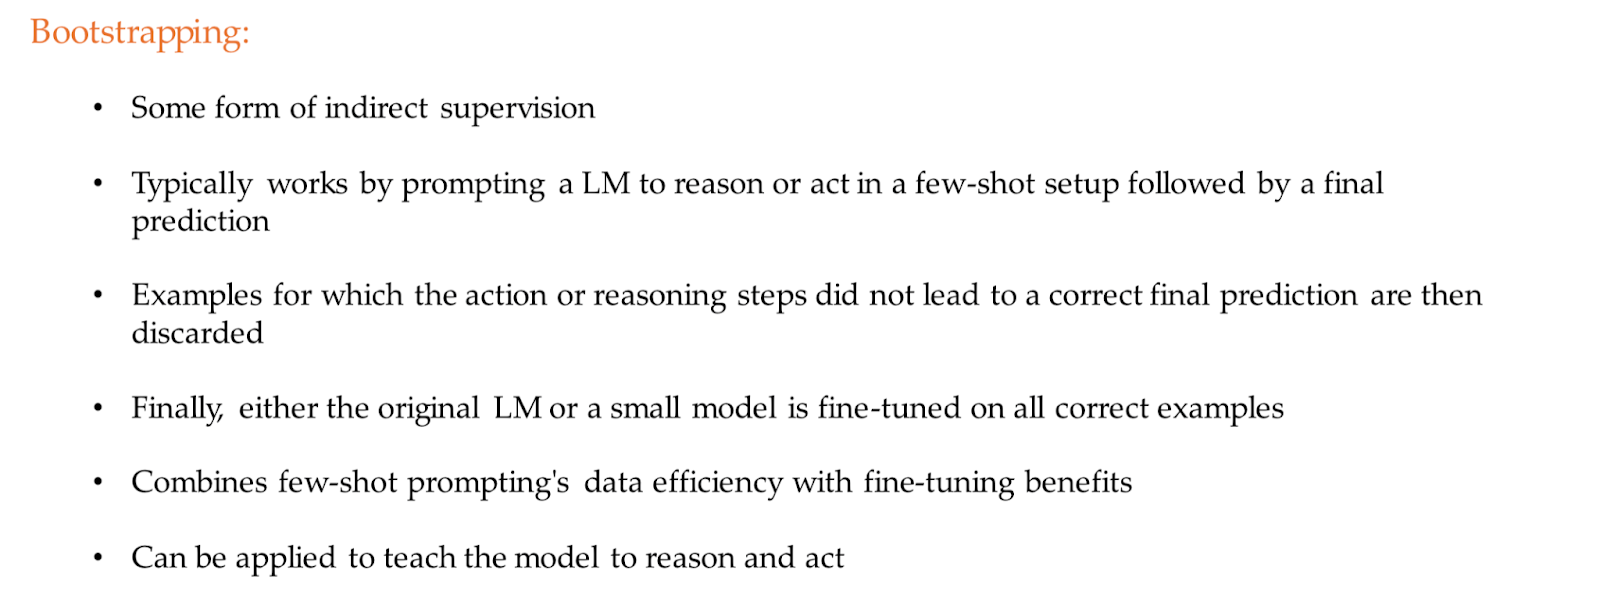 Bootstrapping:
• Some form of indirect supervision
• Typically works by prompting a LM to reason or act in a few-shot setup followed by a final
prediction
• Examples for which the action or reasoning steps did not lead to a correct final prediction are then
discarded
• Finally, either the original LM or a small model is fine-tuned on all correct examples
• Combines few-shot prompting's data efficiency with fine-tuning benefits
• Can be applied to teach the model to reason and act